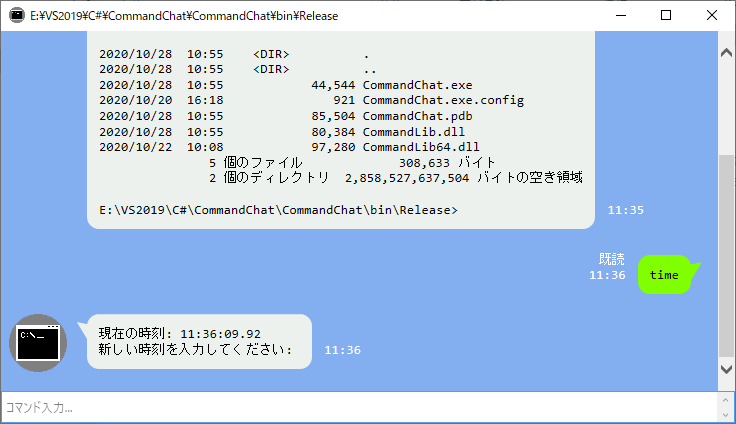 E:¥VS2019¥C#¥CommandChat¥CommandChat¥bin¥Release
2020/10/28  10:55    <DIR>          .
2020/10/28  10:55    <DIR>          ..
2020/10/28  10:55            44,544 CommandChat.exe
2020/10/20  16:18               921 CommandChat.exe.config
2020/10/28  10:55            85,504 CommandChat.pdb
2020/10/28  10:55            80,384 CommandLib.dll
2020/10/22  10:08            97,280 CommandLib64.dll
5 個のファイル             308,633 バイト
2 個のディレクトリ  2,858,527,637,504 バイトの空き領域
E:\VS2019\C#\CommandChat\CommandChat\bin\Release>
11:35
既読
11:36
time
C:\_
現在の時刻: 11:36:09.92
新しい時刻を入力してください:
11:36
コマンド入力...